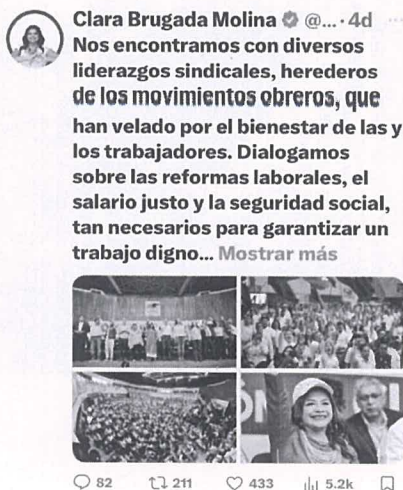 Clara Brugada Molina @... · 4d ...
Nos encontramos con diversos
liderazgos sindicales, herederos
de los movimientos obreros, que
han velado por el bienestar de las y
los trabajadores. Dialogamos
sobre las reformas laborales, el
salario justo y la seguridad social,
tan necesarios para garantizar un
trabajo digno... Mostrar más
82 211 433 5.2k